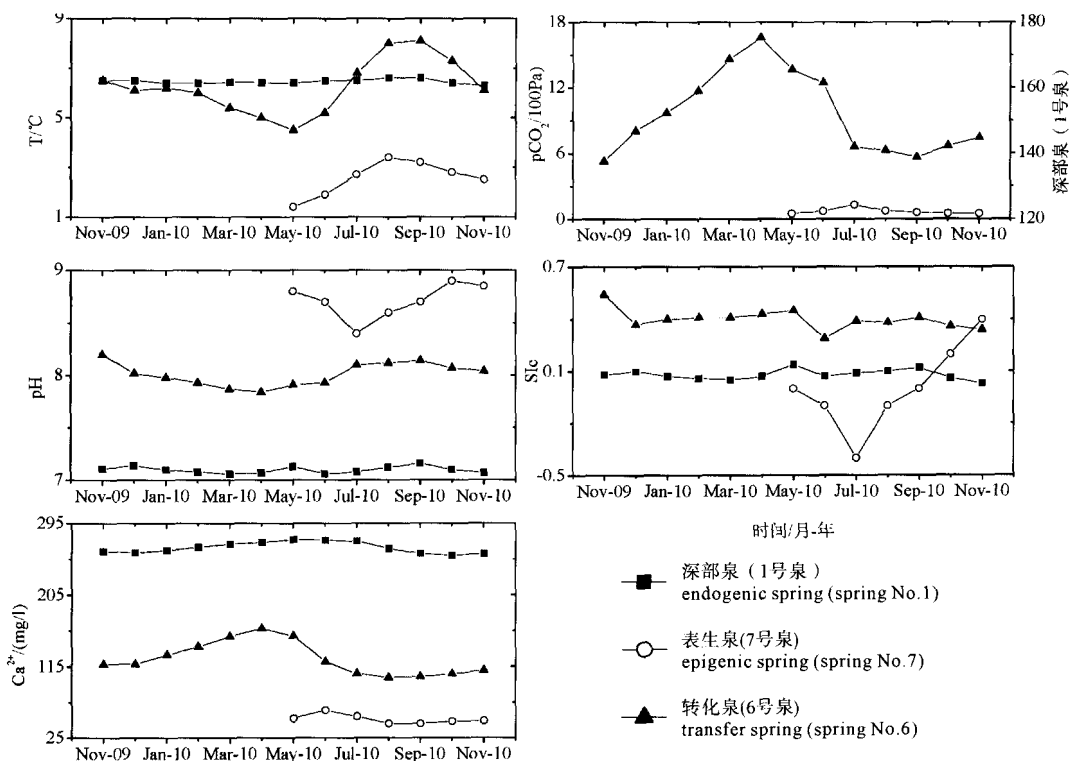 9
5
1
T/℃
Nov-09 Jan-10 Mar-10 May-10 Jul-10 Sep-10 Nov-10
18
12
6
0
pCO₂/100Pa)
180
160
140
120
深部泉（1号泉）
Nov-09 Jan-10 Mar-10 May-10 Jul-10 Sep-10 Nov-10
9
8
7
pH
Nov-09 Jan-10 Mar-10 May-10 Jul-10 Sep-10 Nov-10
0.7
0.1
-0.5
SIc
Nov-09 Jan-10 Mar-10 May-10 Jul-10 Sep-10 Nov-10
时间/月-年
295
205
115
25
Ca²⁺/(mg/l)
Nov-09 Jan-10 Mar-10 May-10 Jul-10 Sep-10 Nov-10
深部泉（1号泉）
endogenic spring (spring No.1)
表生泉(7号泉)
epigenic spring (spring No.7)
转化泉(6号泉)
transfer spring (spring No.6)